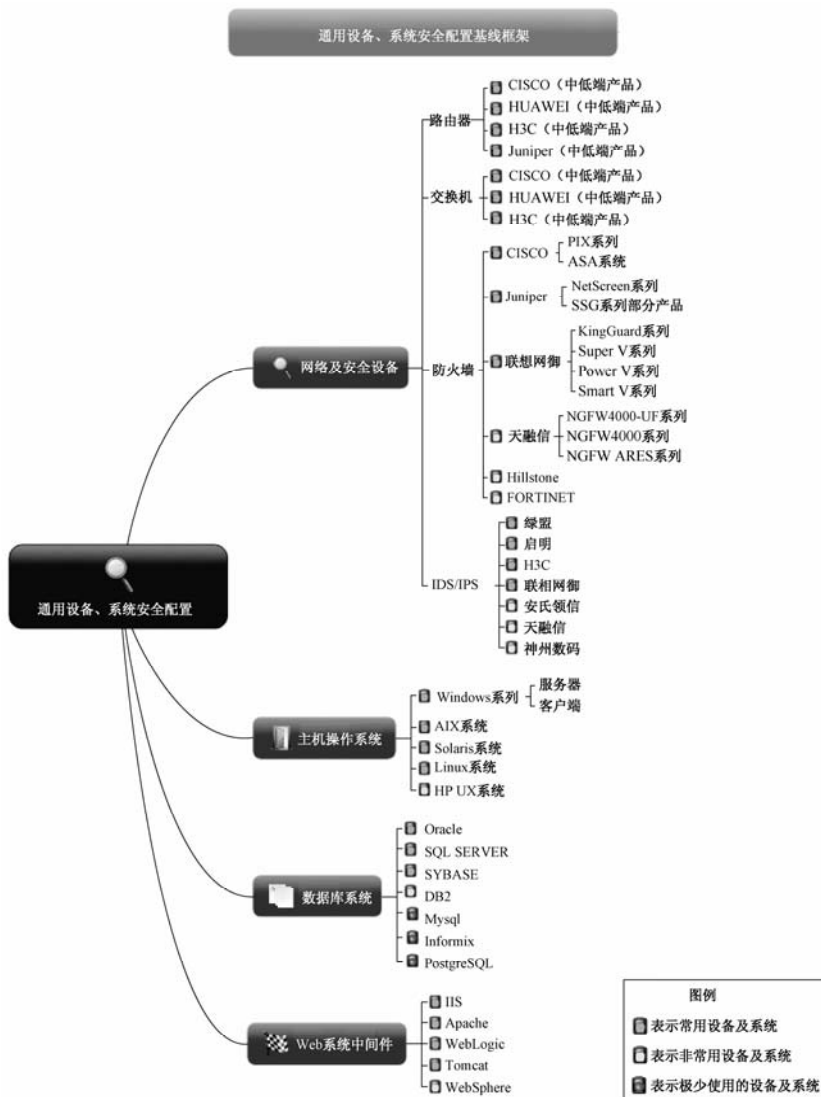 通用设备、系统安全配置基线框架
通用设备、系统安全配置
网络及安全设备
路由器
CISCO（中低端产品）
HUAWEI（中低端产品）
H3C（中低端产品）
Juniper（中低端产品）
交换机
CISCO（中低端产品）
HUAWEI（中低端产品）
H3C（中低端产品）
防火墙
CISCO
PIX系列
ASA系统
Juniper
NetScreen系列
SSG系列部分产品
联想网御
KingGuard系列
Super V系列
Power V系列
Smart V系列
天融信
NGFW4000-UF系列
NGFW4000系列
NGFW ARES系列
Hillstone
FORTINET
IDS/IPS
绿盟
启明
H3C
联相网御
安氏领信
天融信
神州数码
主机操作系统
Windows系列
服务器
客户端
AIX系统
Solaris系统
Linux系统
HP UX系统
数据库系统
Oracle
SQL SERVER
SYBASE
DB2
Mysql
Informix
PostgreSQL
Web系统中间件
IIS
Apache
WebLogic
Tomcat
WebSphere
图例
表示常用设备及系统
表示非常用设备及系统
表示极少使用的设备及系统